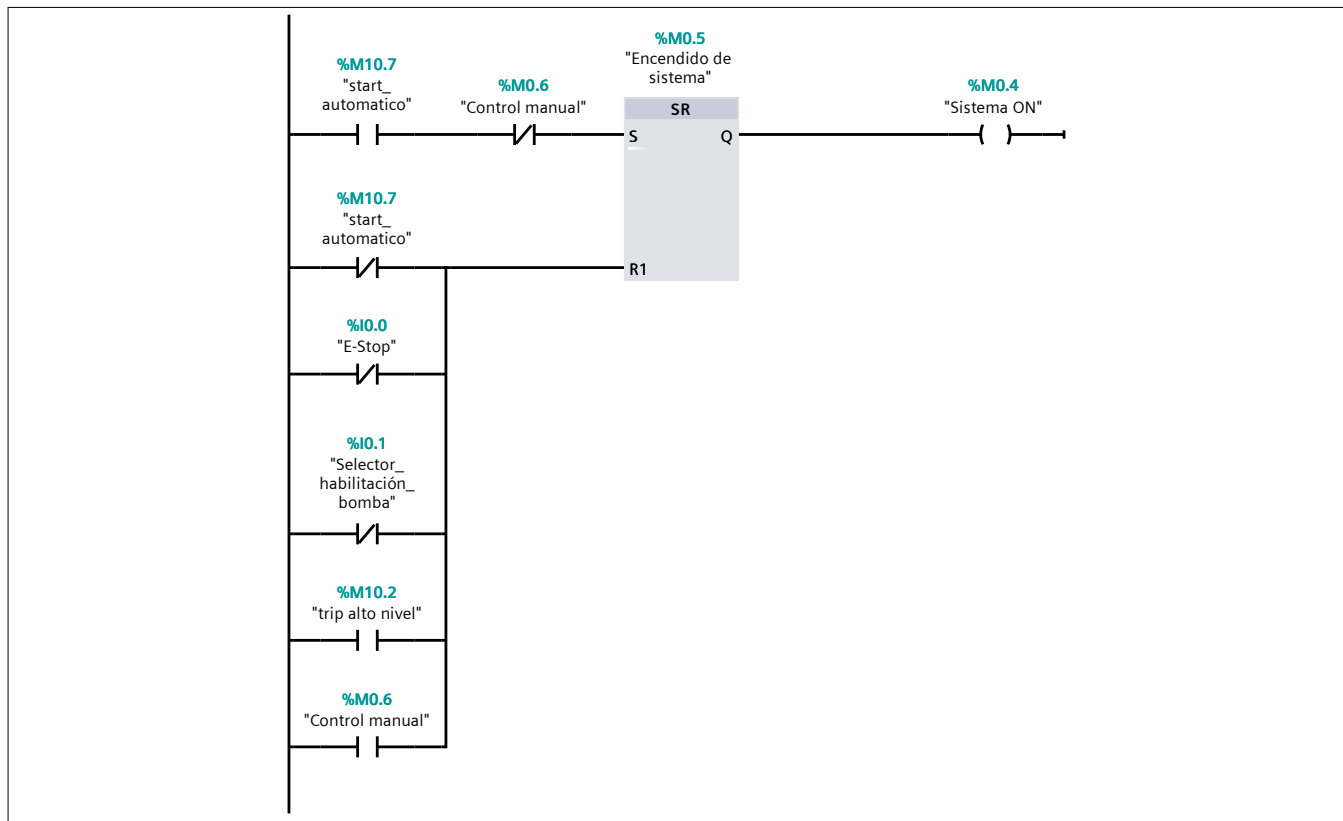 %M10.7
"start_
automatico"
%M0.6
"Control manual"
%M0.5
"Encendido de
sistema"
SR
S
Q
%M0.4
"Sistema ON"
%M10.7
"start_
automatico"
R1
%I0.0
"E-Stop"
%I0.1
"Selector_
habilitación_
bomba"
%M10.2
"trip alto nivel"
%M0.6
"Control manual"